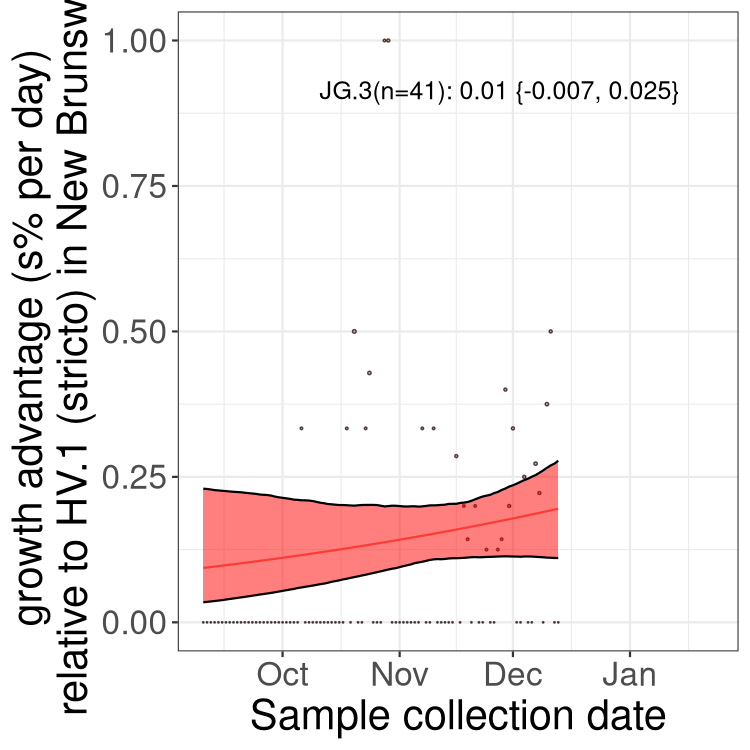 growth advantage (s% per day)
relative to HV.1 (stricto) in New Brunsw
1.00
0.75
0.50
0.25
0.00
JG.3(n=41): 0.01 {-0.007, 0.025}
Oct Nov Dec Jan
Sample collection date